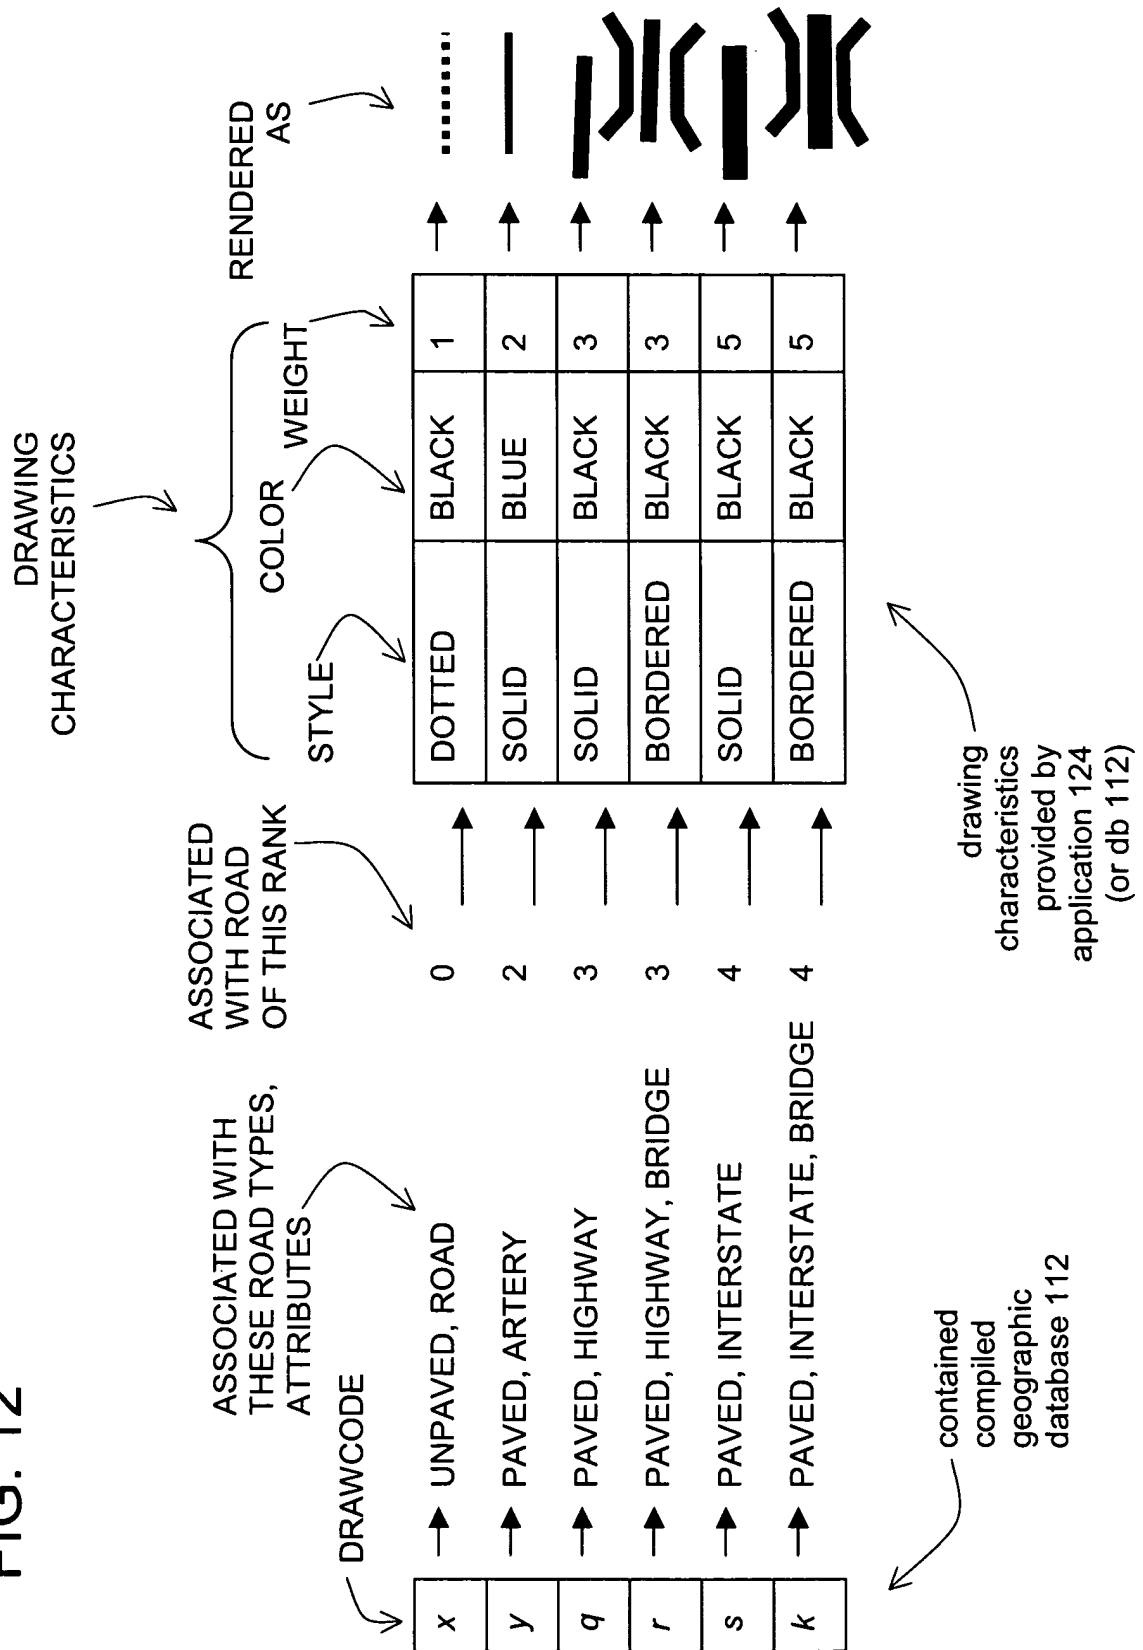 FIG. 12
DRAWING
CHARACTERISTICS
ASSOCIATED WITH
THESE ROAD TYPES,
ATTRIBUTES
ASSOCIATED
WITH ROAD
OF THIS RANK
RENDERED
AS
DRAWCODE
STYLE
COLOR
WEIGHT
x UNPAVED, ROAD 0 DOTTED BLACK 1
y PAVED, ARTERY 2 SOLID BLUE 2
q PAVED, HIGHWAY 3 SOLID BLACK 3
r PAVED, HIGHWAY, BRIDGE 3 BORDERED BLACK 3
s PAVED, INTERSTATE 4 SOLID BLACK 5
k PAVED, INTERSTATE, BRIDGE 4 BORDERED BLACK 5
contained
compiled
geographic
database 112
drawing
characteristics
provided by
application 124
(or db 112)